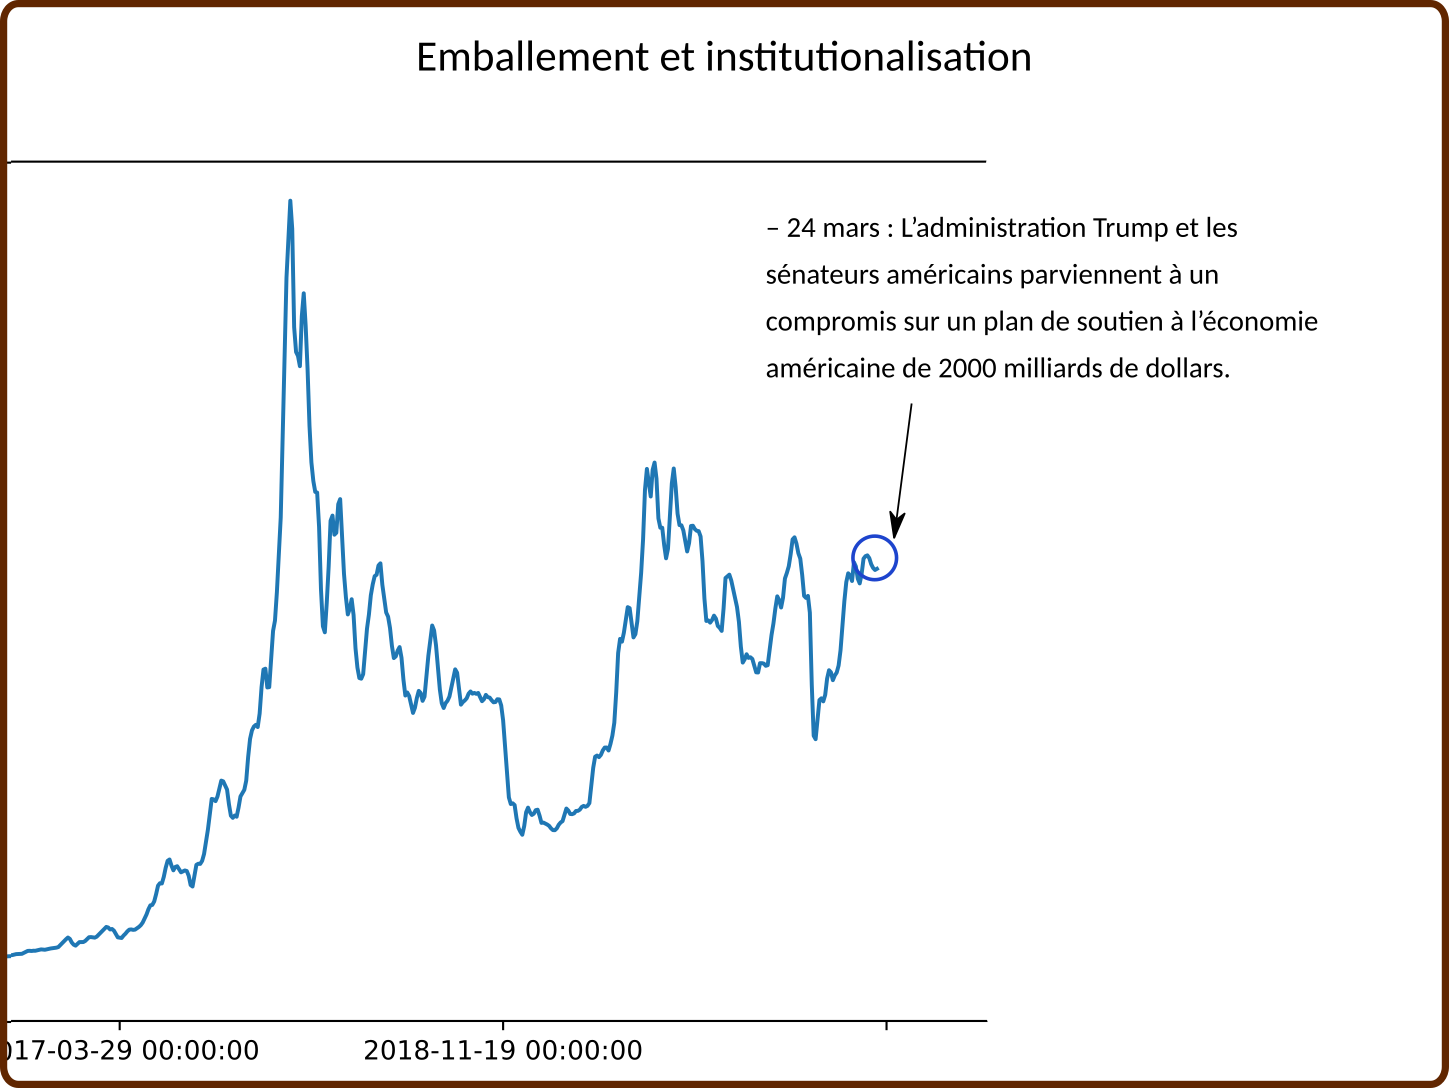 Emballement et institutionalisation
– 24 mars : L’administration Trump et les
sénateurs américains parviennent à un
compromis sur un plan de soutien à l’économie
américaine de 2000 milliards de dollars.
017-03-29 00:00:00
2018-11-19 00:00:00